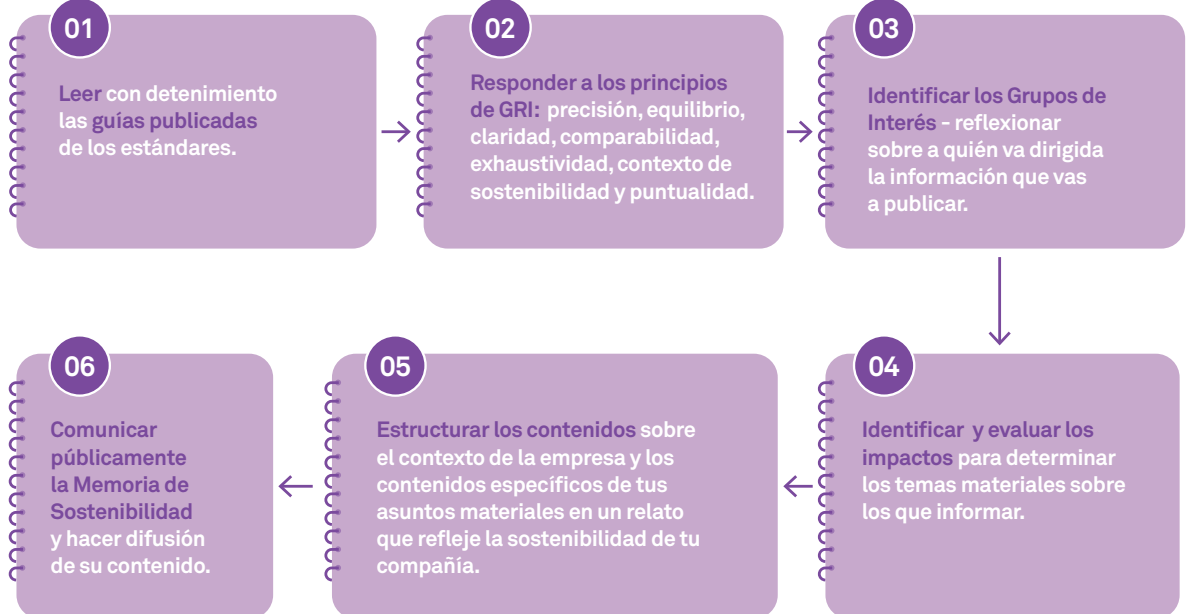 01
Leer con detenimiento
las guías publicadas
de los estándares.
02
Responder a los principios
de GRI: precisión, equilibrio,
claridad, comparabilidad,
exhaustividad, contexto de
sostenibilidad y puntualidad.
03
Identificar los Grupos de
Interés - reflexionar
sobre a quién va dirigida
la información que vas
a publicar.
04
Identificar y evaluar los
impactos para determinar
los temas materiales sobre
los que informar.
05
Estructurar los contenidos sobre
el contexto de la empresa y los
contenidos específicos de tus
asuntos materiales en un relato
que refleje la sostenibilidad de tu
compañía.
06
Comunicar
públicamente
la Memoria de
Sostenibilidad
y hacer difusión
de su contenido.